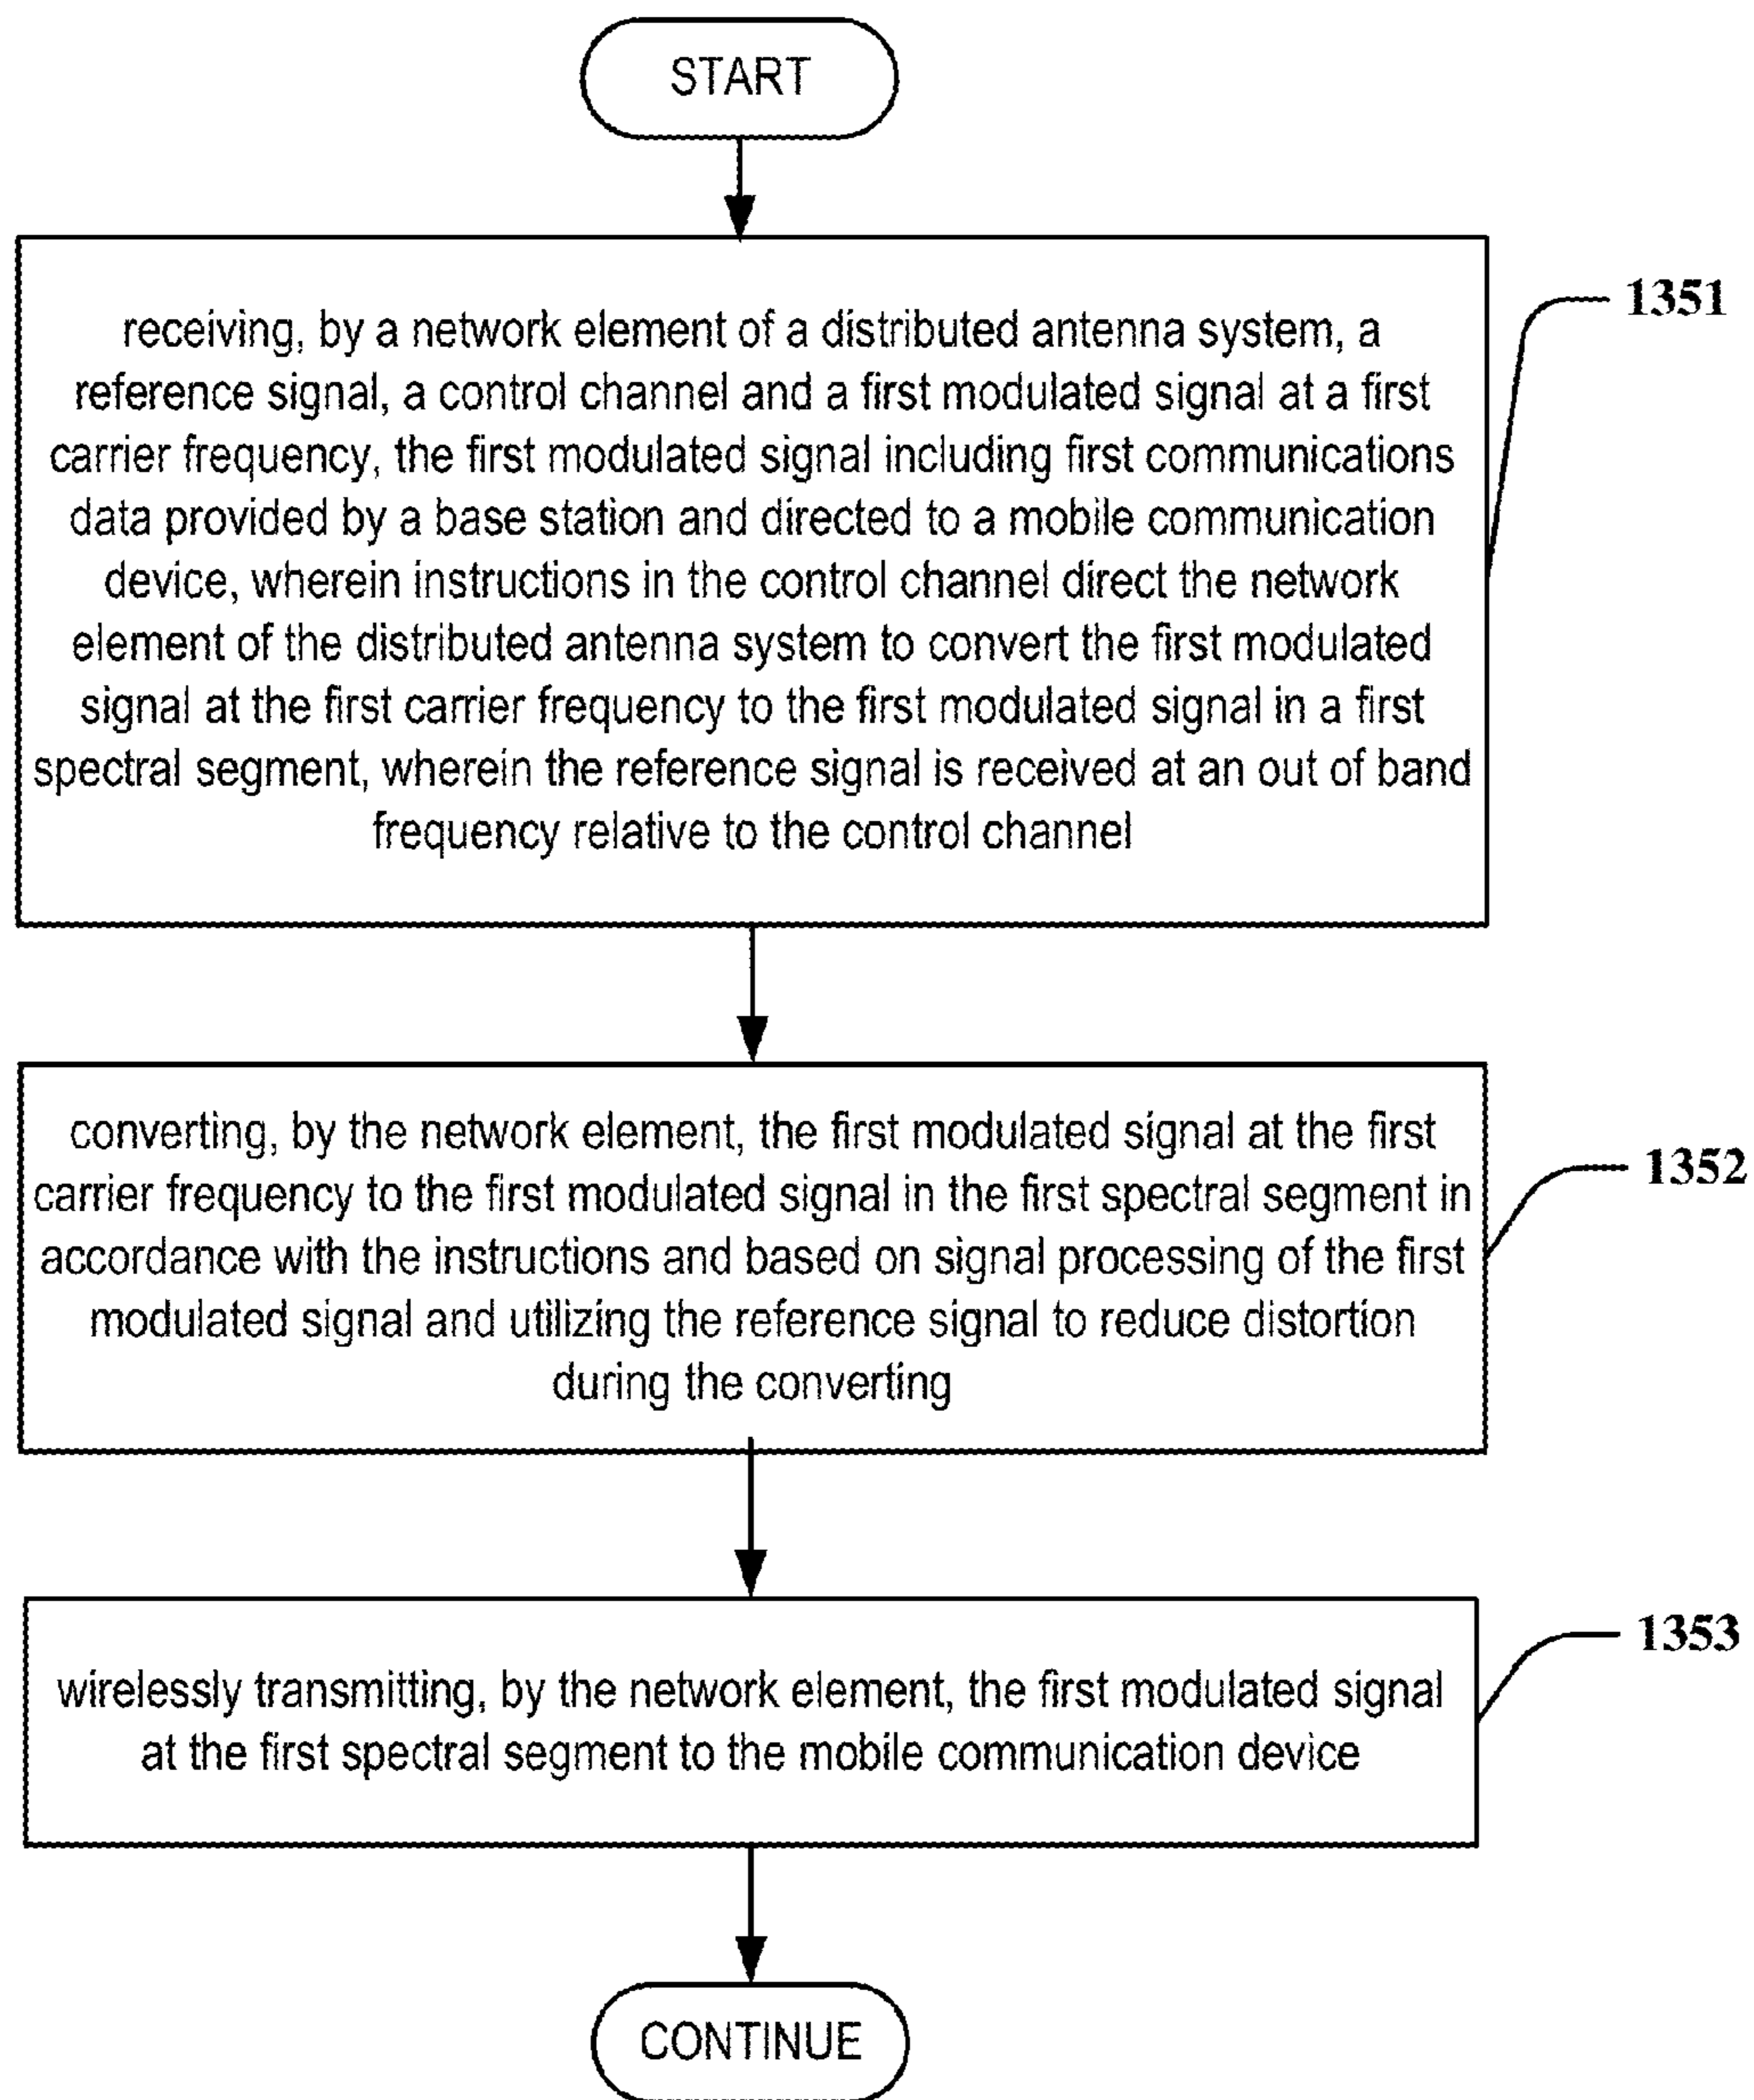 START
receiving, by a network element of a distributed antenna system, a
reference signal, a control channel and a first modulated signal at a first
carrier frequency, the first modulated signal including first communications
data provided by a base station and directed to a mobile communication
device, wherein instructions in the control channel direct the network
element of the distributed antenna system to convert the first modulated
signal at the first carrier frequency to the first modulated signal in a first
spectral segment, wherein the reference signal is received at an out of band
frequency relative to the control channel
1351
converting, by the network element, the first modulated signal at the first
carrier frequency to the first modulated signal in the first spectral segment in
accordance with the instructions and based on signal processing of the first
modulated signal and utilizing the reference signal to reduce distortion
during the converting
1352
wirelessly transmitting, by the network element, the first modulated signal
at the first spectral segment to the mobile communication device
1353
CONTINUE